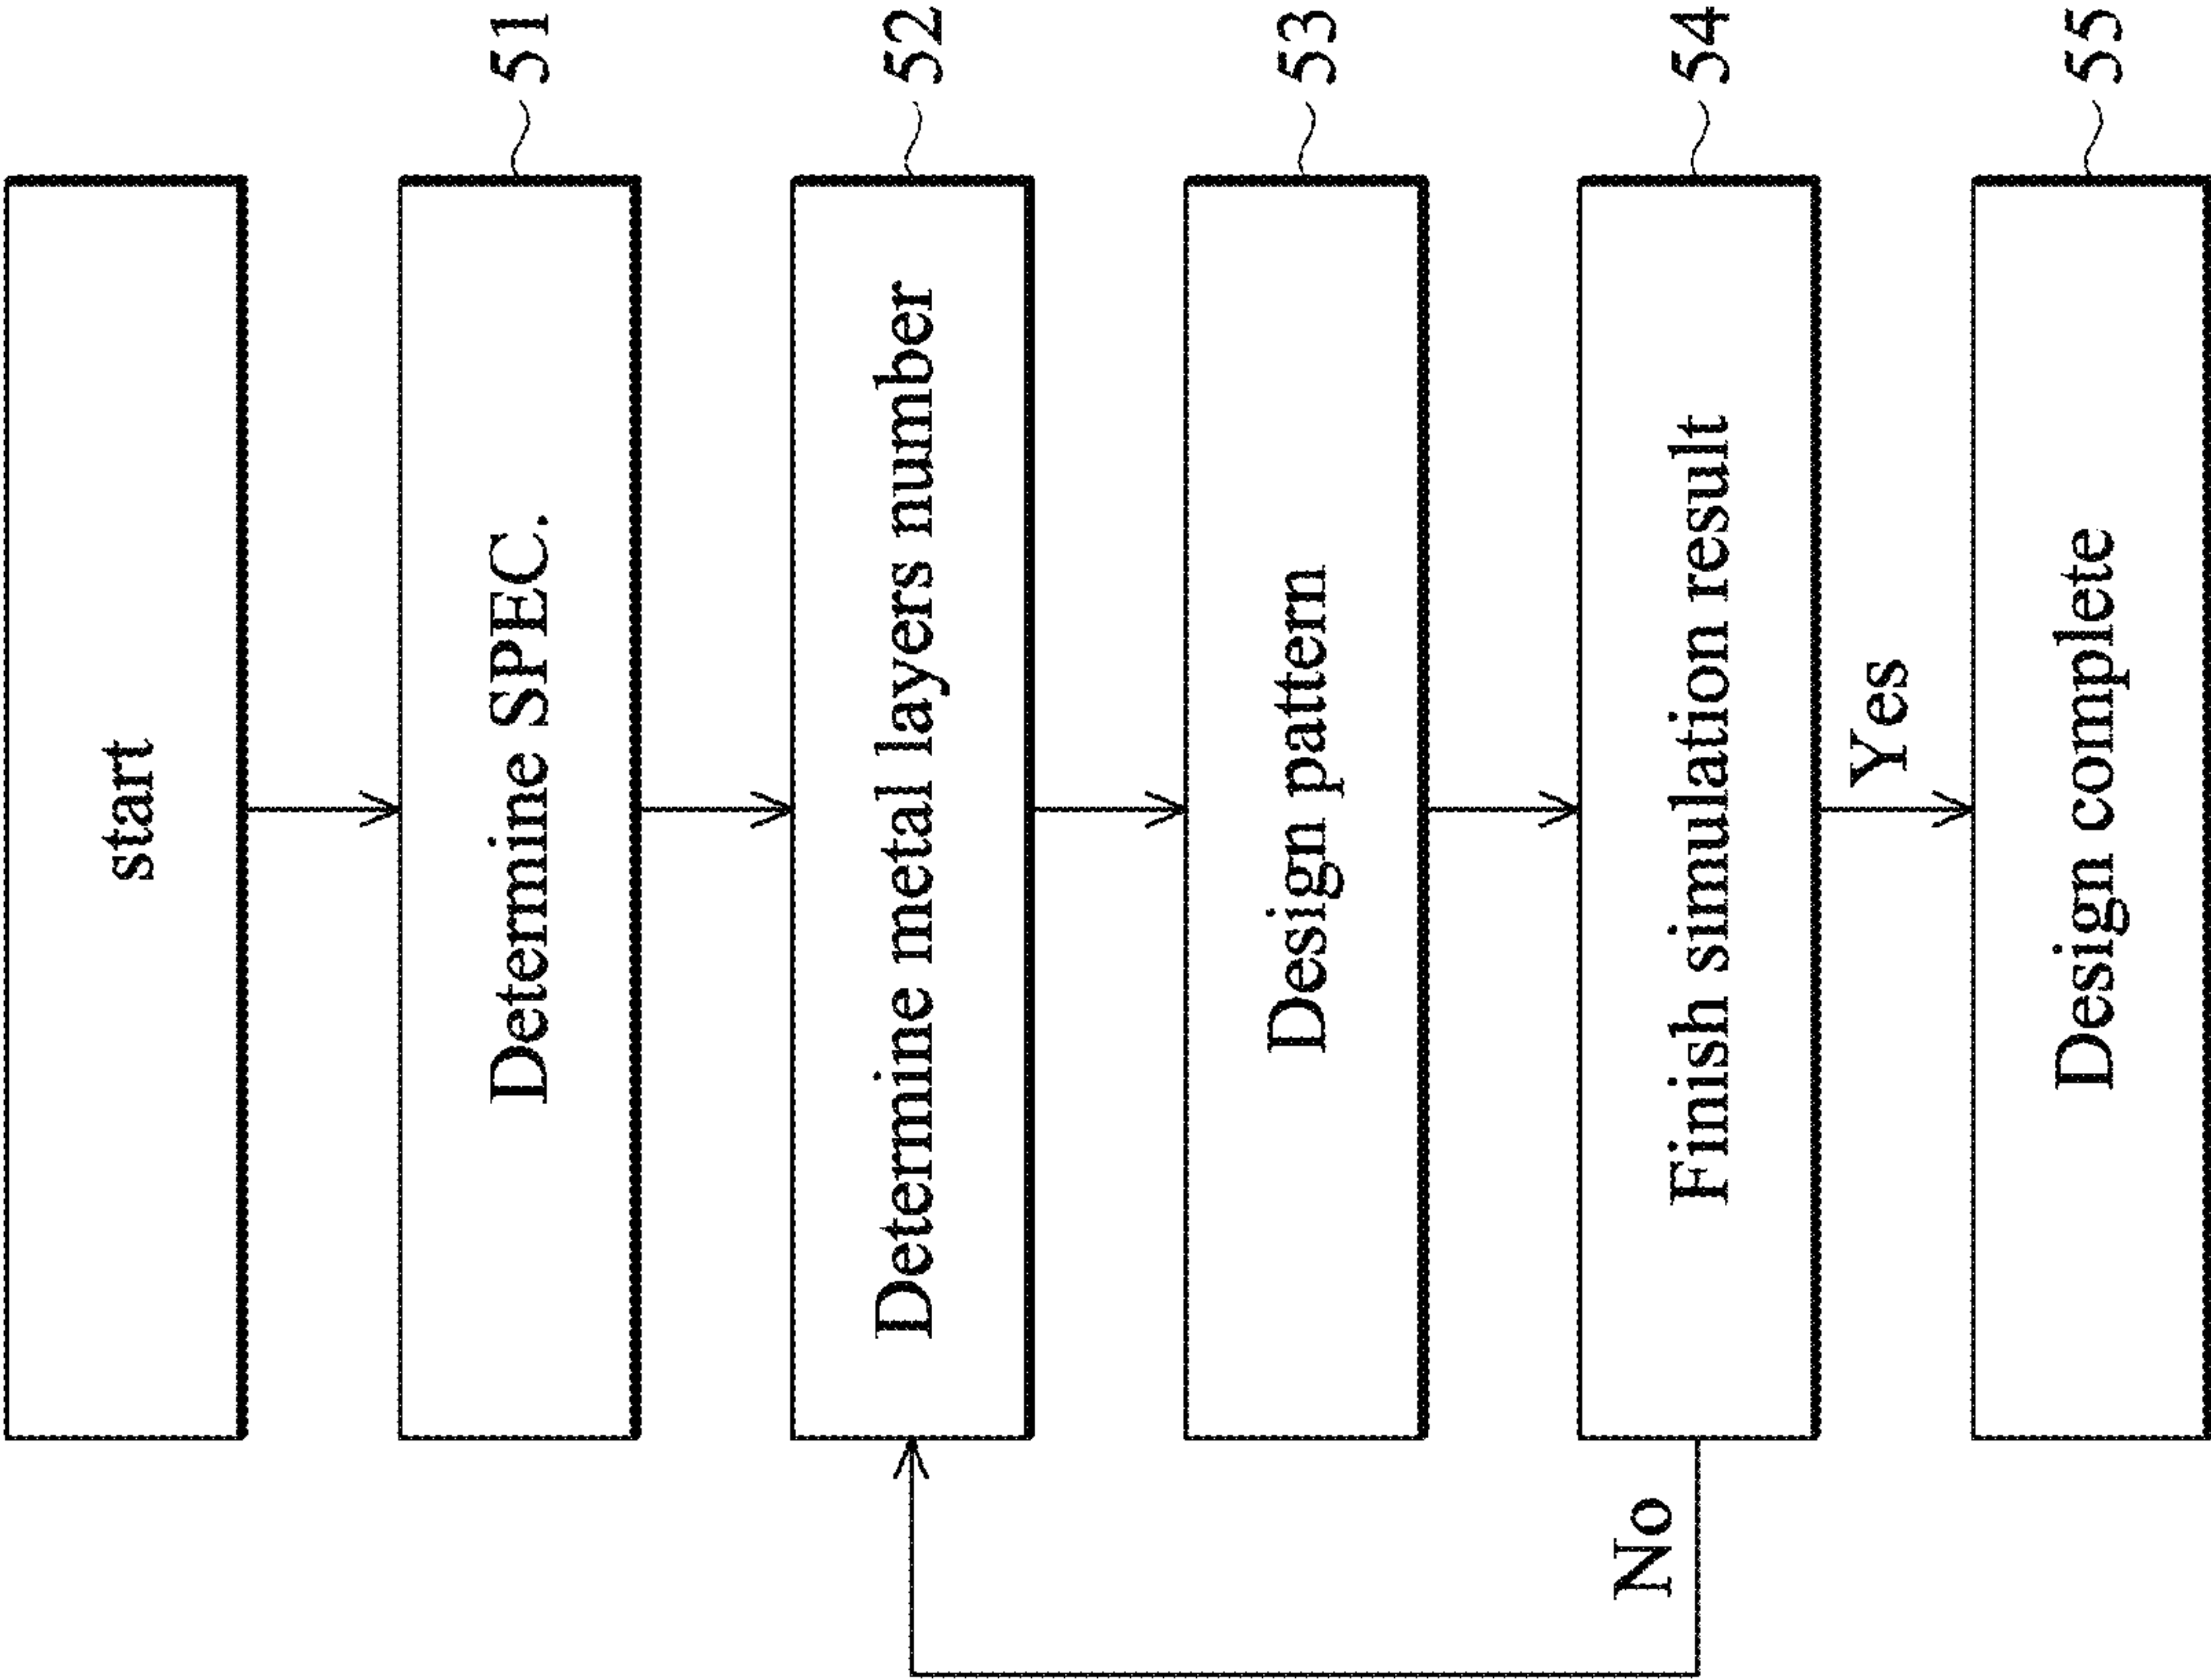 start
Determine SPEC.
51
Determine metal layers number
52
Design pattern
53
Finish simulation result
54
No
Yes
Design complete
55